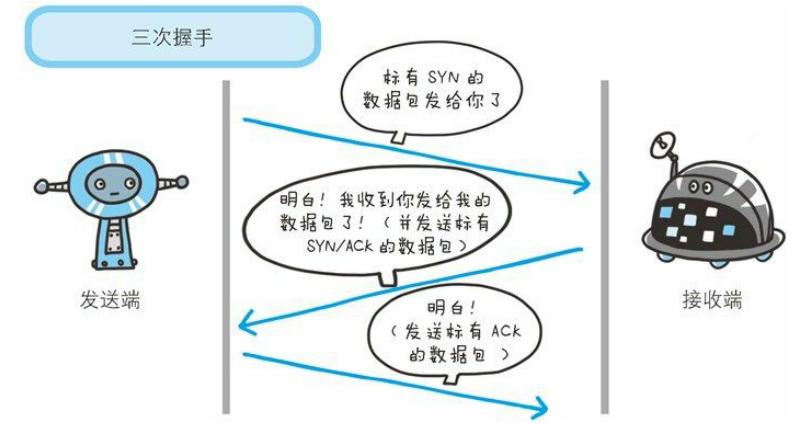 三次握手
标有 SYN 的
数据包发给你了
明白！我收到你发给我的
数据包了！（并发送标有
SYN/ACK 的数据包）
明白！
（发送标有 ACK
的数据包）
发送端
接收端